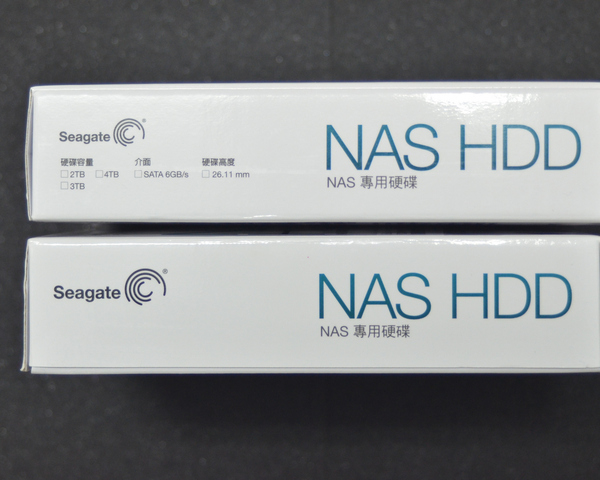 Seagate®
NAS HDD
NAS 專用硬碟
硬碟容量 介面 硬碟高度
☐ 2TB ☐ 4TB ☐ SATA 6GB/s ☐ 26.11 mm
☐ 3TB
Seagate®
NAS HDD
NAS 專用硬碟